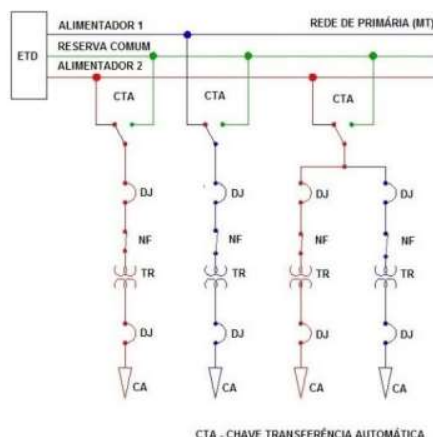 ETD
ALIMENTADOR 1
REDE DE PRIMÁRIA (MT)
RESERVA COMUM
ALIMENTADOR 2
CTA
CTA
CTA
DJ
DJ
DJ
DJ
NF
NF
NF
NF
TR
TR
TR
TR
DJ
DJ
DJ
DJ
CA
CA
CA
CA
CTA - CHAVE TRANSFERÊNCIA AUTOMÁTICA